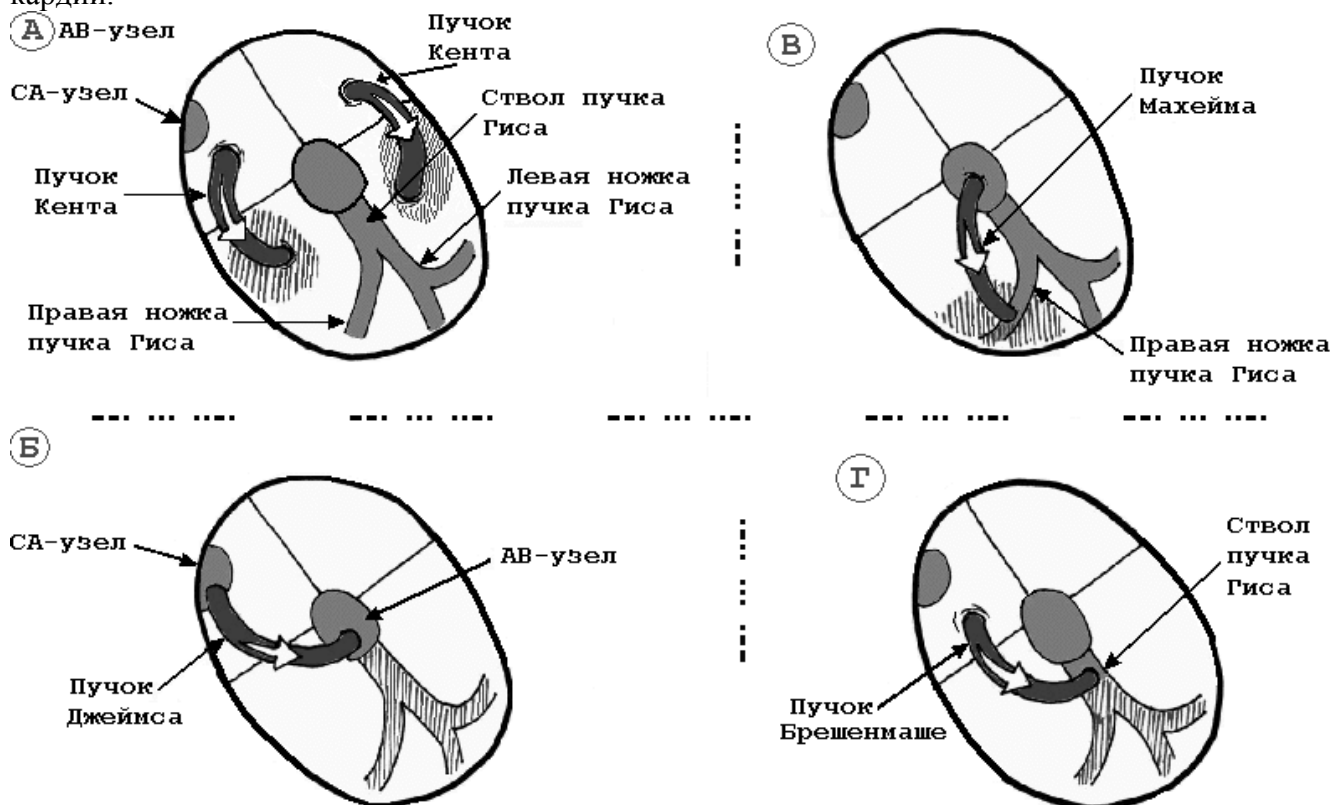 А АВ-узел
Пучок
Кента
СА-узел
Ствол пучка
Гиса
Пучок
Кента
Левая ножка
пучка Гиса
Правая ножка
пучка Гиса
В
Пучок
Махейма
Правая ножка
пучка Гиса
Б
СА-узел
АВ-узел
Пучок
Джеймса
Г
Ствол
пучка
Гиса
Пучок
Брешенмаше